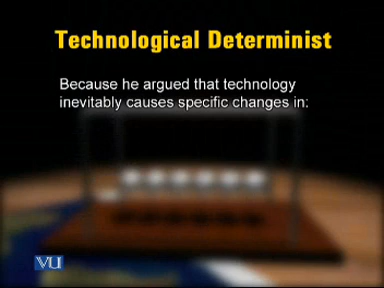 Technological Determinist
Because he argued that technology
inevitably causes specific changes in:
VU